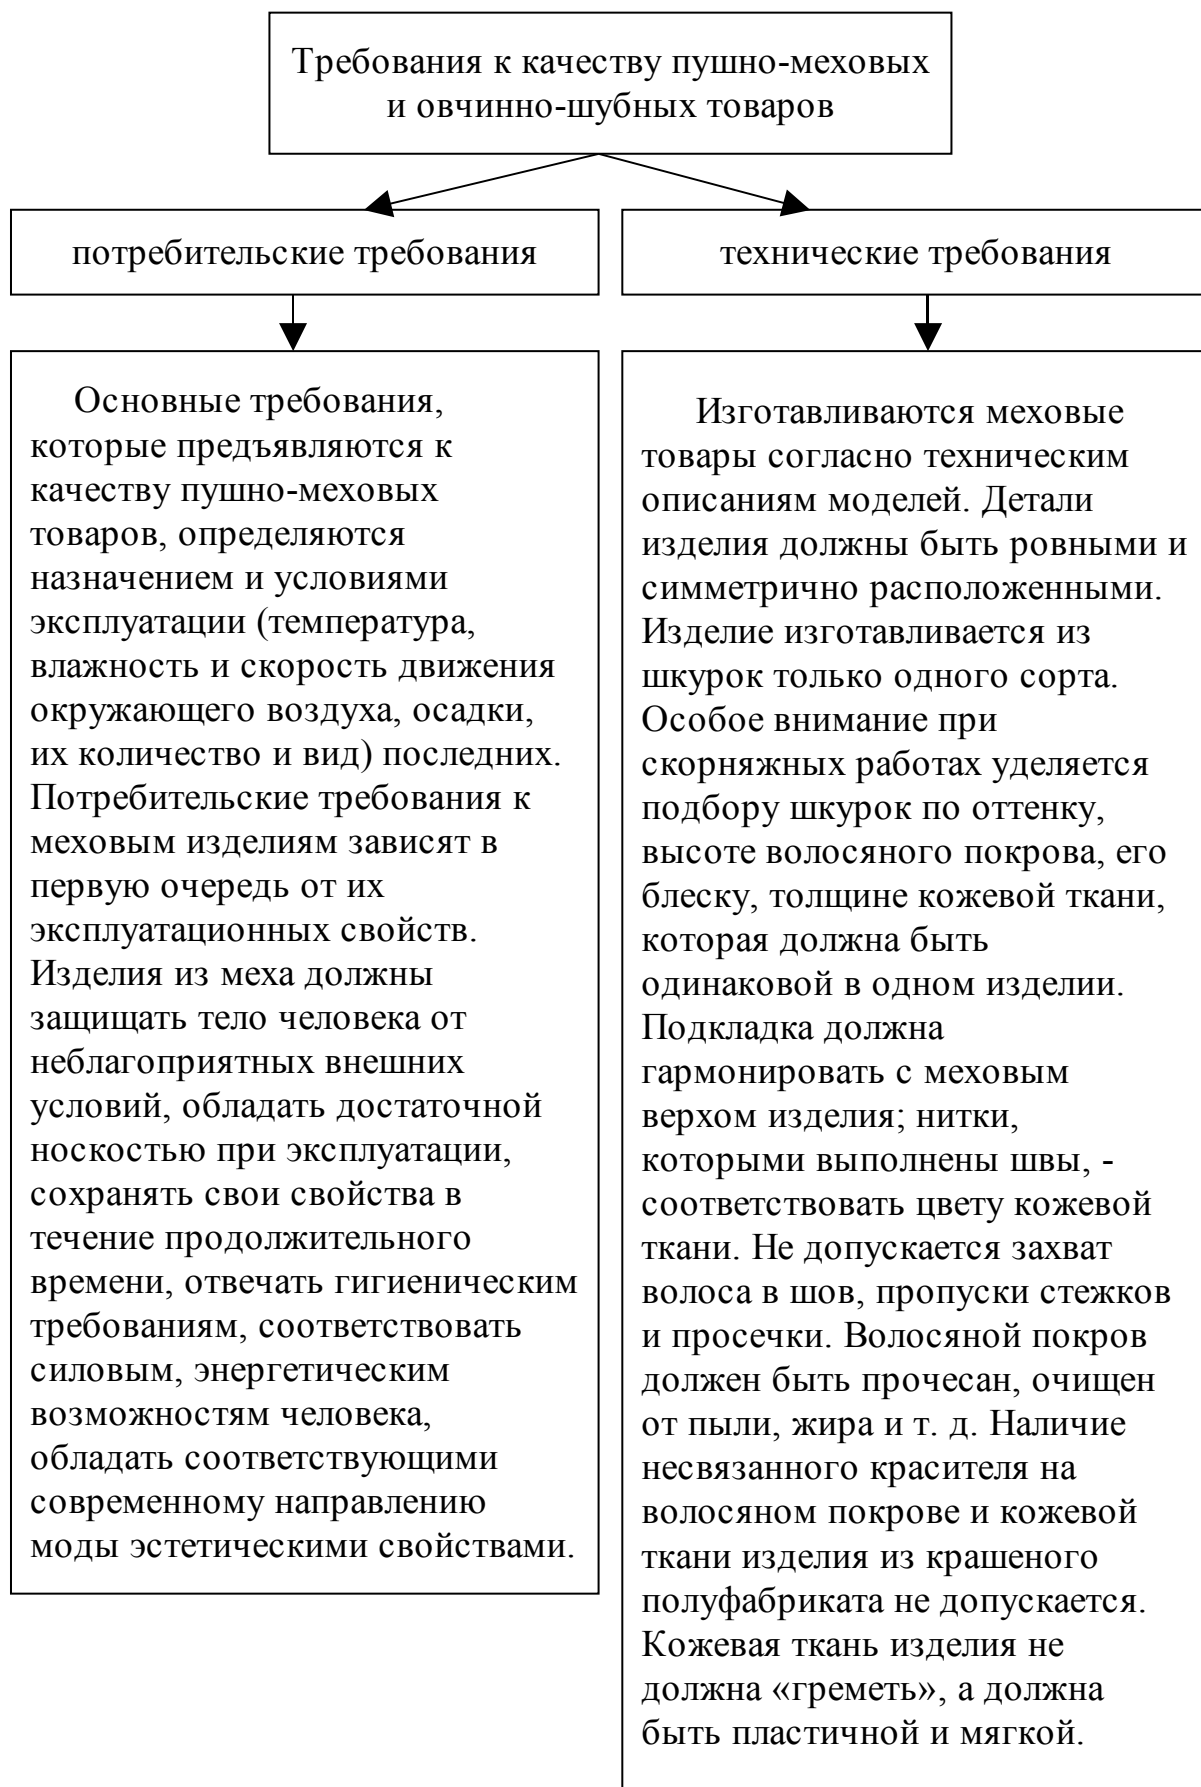 Требования к качеству пушно-меховых
и овчинно-шубных товаров
потребительские требования
технические требования
Основные требования,
которые предъявляются к
качеству пушно-меховых
товаров, определяются
назначением и условиями
эксплуатации (температура,
влажность и скорость движения
окружающего воздуха, осадки,
их количество и вид) последних.
Потребительские требования к
меховым изделиям зависят в
первую очередь от их
эксплуатационных свойств.
Изделия из меха должны
защищать тело человека от
неблагоприятных внешних
условий, обладать достаточной
носкостью при эксплуатации,
сохранять свои свойства в
течение продолжительного
времени, отвечать гигиеническим
требованиям, соответствовать
силовым, энергетическим
возможностям человека,
обладать соответствующими
современному направлению
моды эстетическими свойствами.
Изготавливаются меховые
товары согласно техническим
описаниям моделей. Детали
изделия должны быть ровными и
симметрично расположенными.
Изделие изготавливается из
шкурок только одного сорта.
Особое внимание при
скорняжных работах уделяется
подбору шкурок по оттенку,
высоте волосяного покрова, его
блеску, толщине кожевой ткани,
которая должна быть
одинаковой в одном изделии.
Подкладка должна
гармонировать с меховым
верхом изделия; нитки,
которыми выполнены швы, -
соответствовать цвету кожевой
ткани. Не допускается захват
волоса в шов, пропуски стежков
и просечки. Волосяной покров
должен быть прочесан, очищен
от пыли, жира и т. д. Наличие
несвязанного красителя на
волосяном покрове и кожевой
ткани изделия из крашеного
полуфабриката не допускается.
Кожевая ткань изделия не
должна «греметь», а должна
быть пластичной и мягкой.